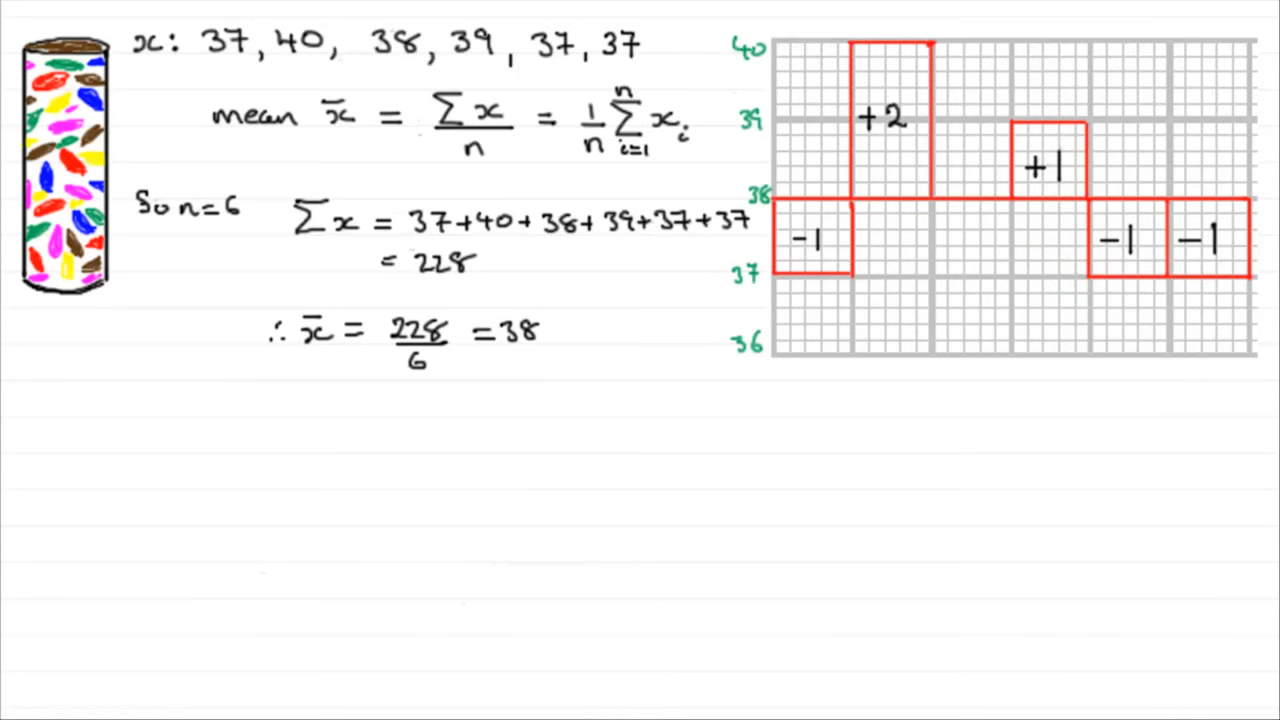 x: 37, 40, 38, 39, 37, 37
mean x̄ = Σx/n = 1/n Σ_{i=1}^{n} x_i
So n=6
Σx = 37+40+38+39+37+37
= 228
∴ x̄ = 228/6 = 38
40
39
38
37
36
-1
+2
+1
-1
-1